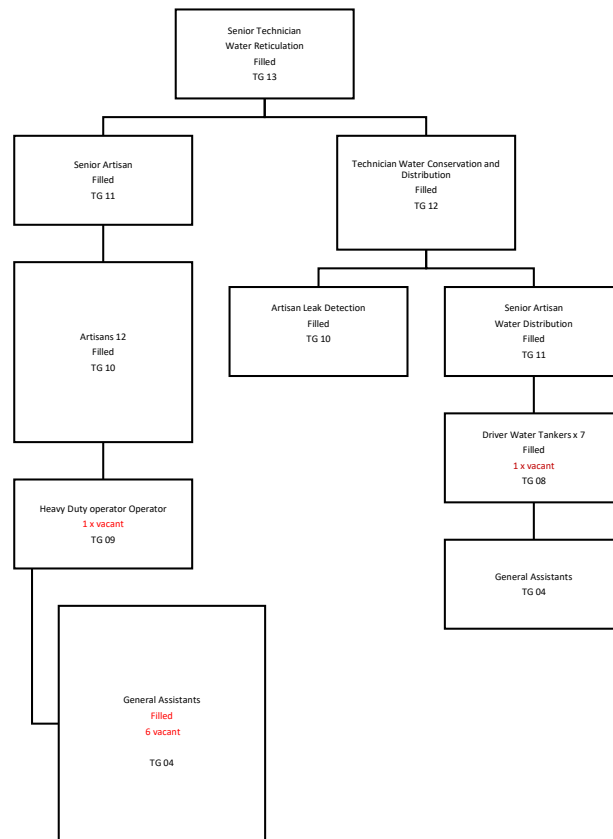 Senior Technician
Water Reticulation
Filled
TG 13
Senior Artisan
Filled
TG 11
Technician Water Conservation and
Distribution
Filled
TG 12
Artisans 12
Filled
TG 10
Artisan Leak Detection
Filled
TG 10
Senior Artisan
Water Distribution
Filled
TG 11
Driver Water Tankers x 7
Filled
1 x vacant
TG 08
Heavy Duty operator Operator
1 x vacant
TG 09
General Assistants
TG 04
General Assistants
Filled
6 vacant
TG 04